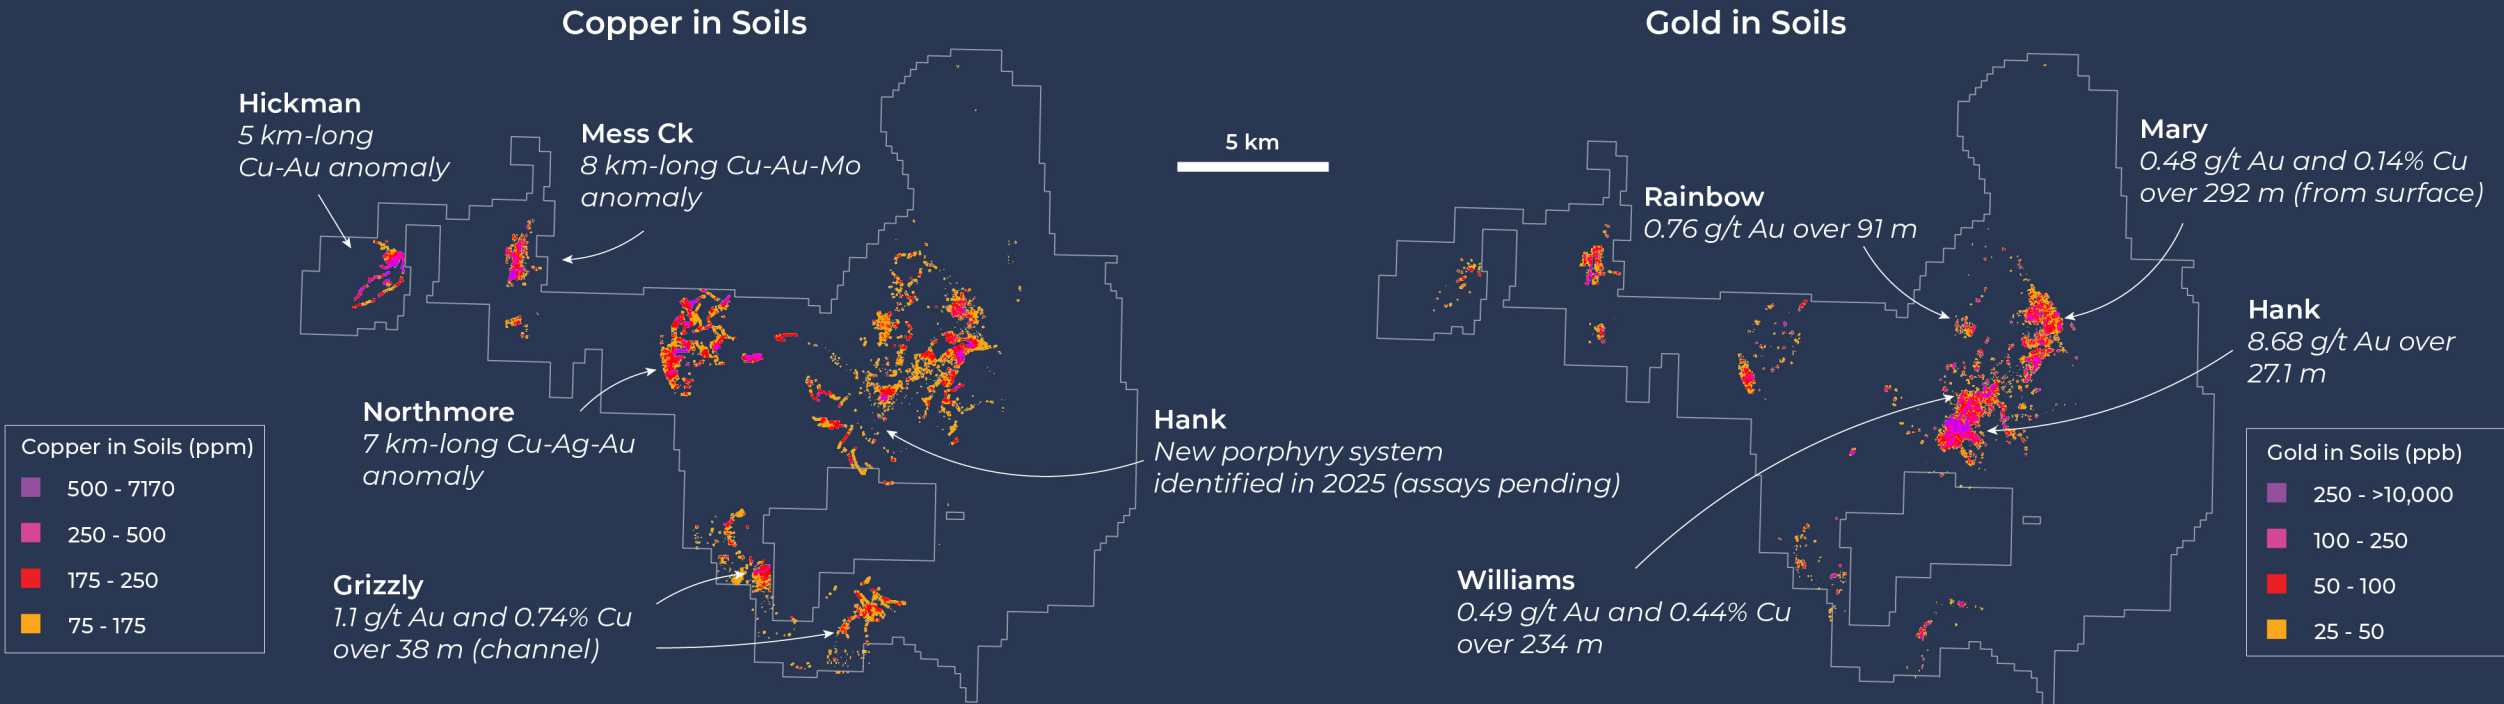 Copper in Soils
Hickman
5 km-long
Cu-Au anomaly
Mess Ck
8 km-long Cu-Au-Mo
anomaly
Northmore
7 km-long Cu-Ag-Au
anomaly
Hank
New porphyry system
identified in 2025 (assays pending)
Grizzly
1.1 g/t Au and 0.74% Cu
over 38 m (channel)
Copper in Soils (ppm)
500 - 7170
250 - 500
175 - 250
75 - 175
5 km
Gold in Soils
Mary
0.48 g/t Au and 0.14% Cu
over 292 m (from surface)
Rainbow
0.76 g/t Au over 91 m
Hank
8.68 g/t Au over
27.1 m
Williams
0.49 g/t Au and 0.44% Cu
over 234 m
Gold in Soils (ppb)
250 - >10,000
100 - 250
50 - 100
25 - 50